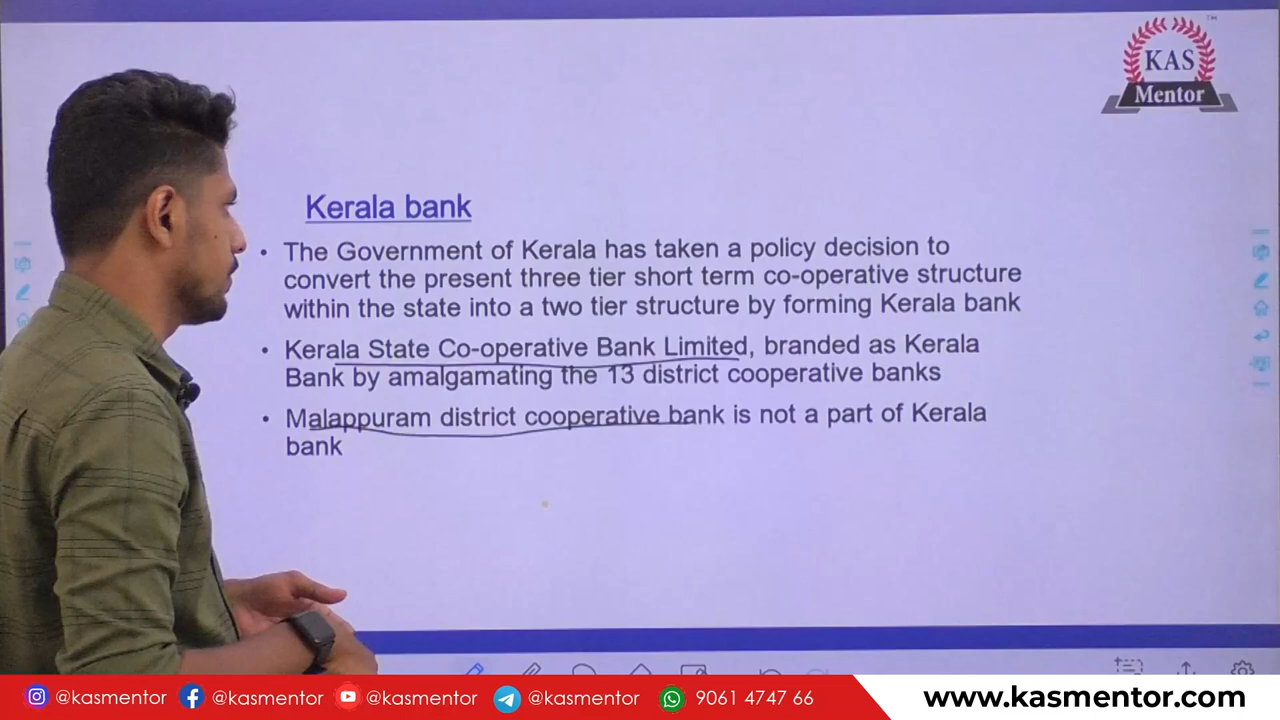 KAS
Mentor
TM
Kerala bank
• The Government of Kerala has taken a policy decision to
convert the present three tier short term co-operative structure
within the state into a two tier structure by forming Kerala bank
• Kerala State Co-operative Bank Limited, branded as Kerala
Bank by amalgamating the 13 district cooperative banks
• Malappuram district cooperative bank is not a part of Kerala
bank
@kasmentor @kasmentor @kasmentor @kasmentor 9061 4747 66
www.kasmentor.com